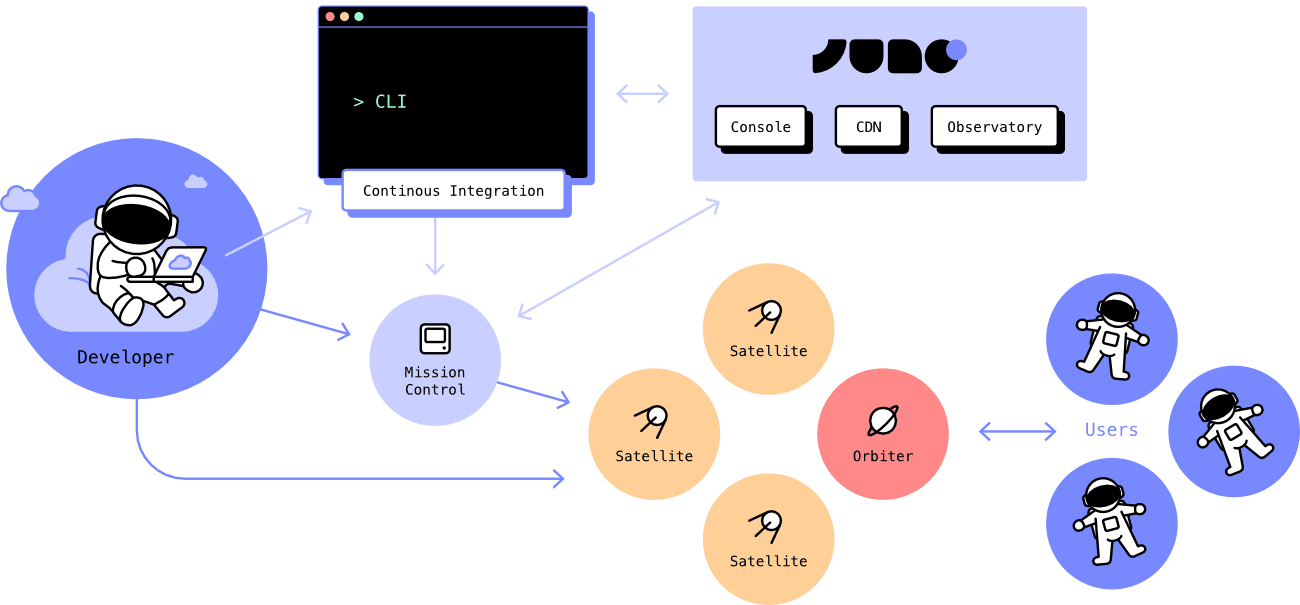 > CLI
Continous Integration
JUNO
Console
CDN
Observatory
Developer
Mission
Control
Satellite
Satellite
Orbiter
Satellite
Users